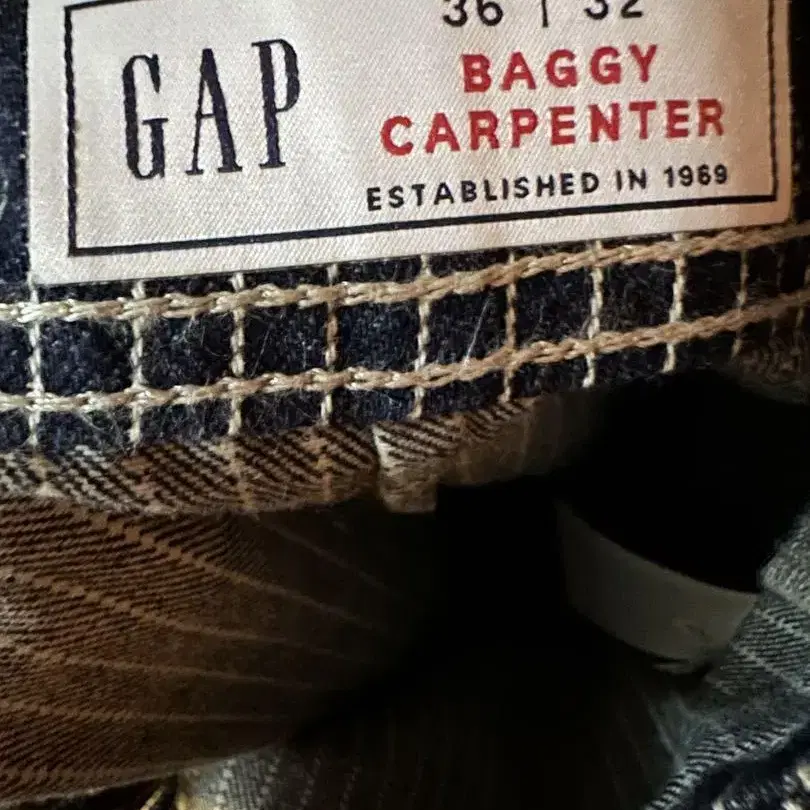 GAP
36 | 32
BAGGY
CARPENTER
ESTABLISHED IN 1969